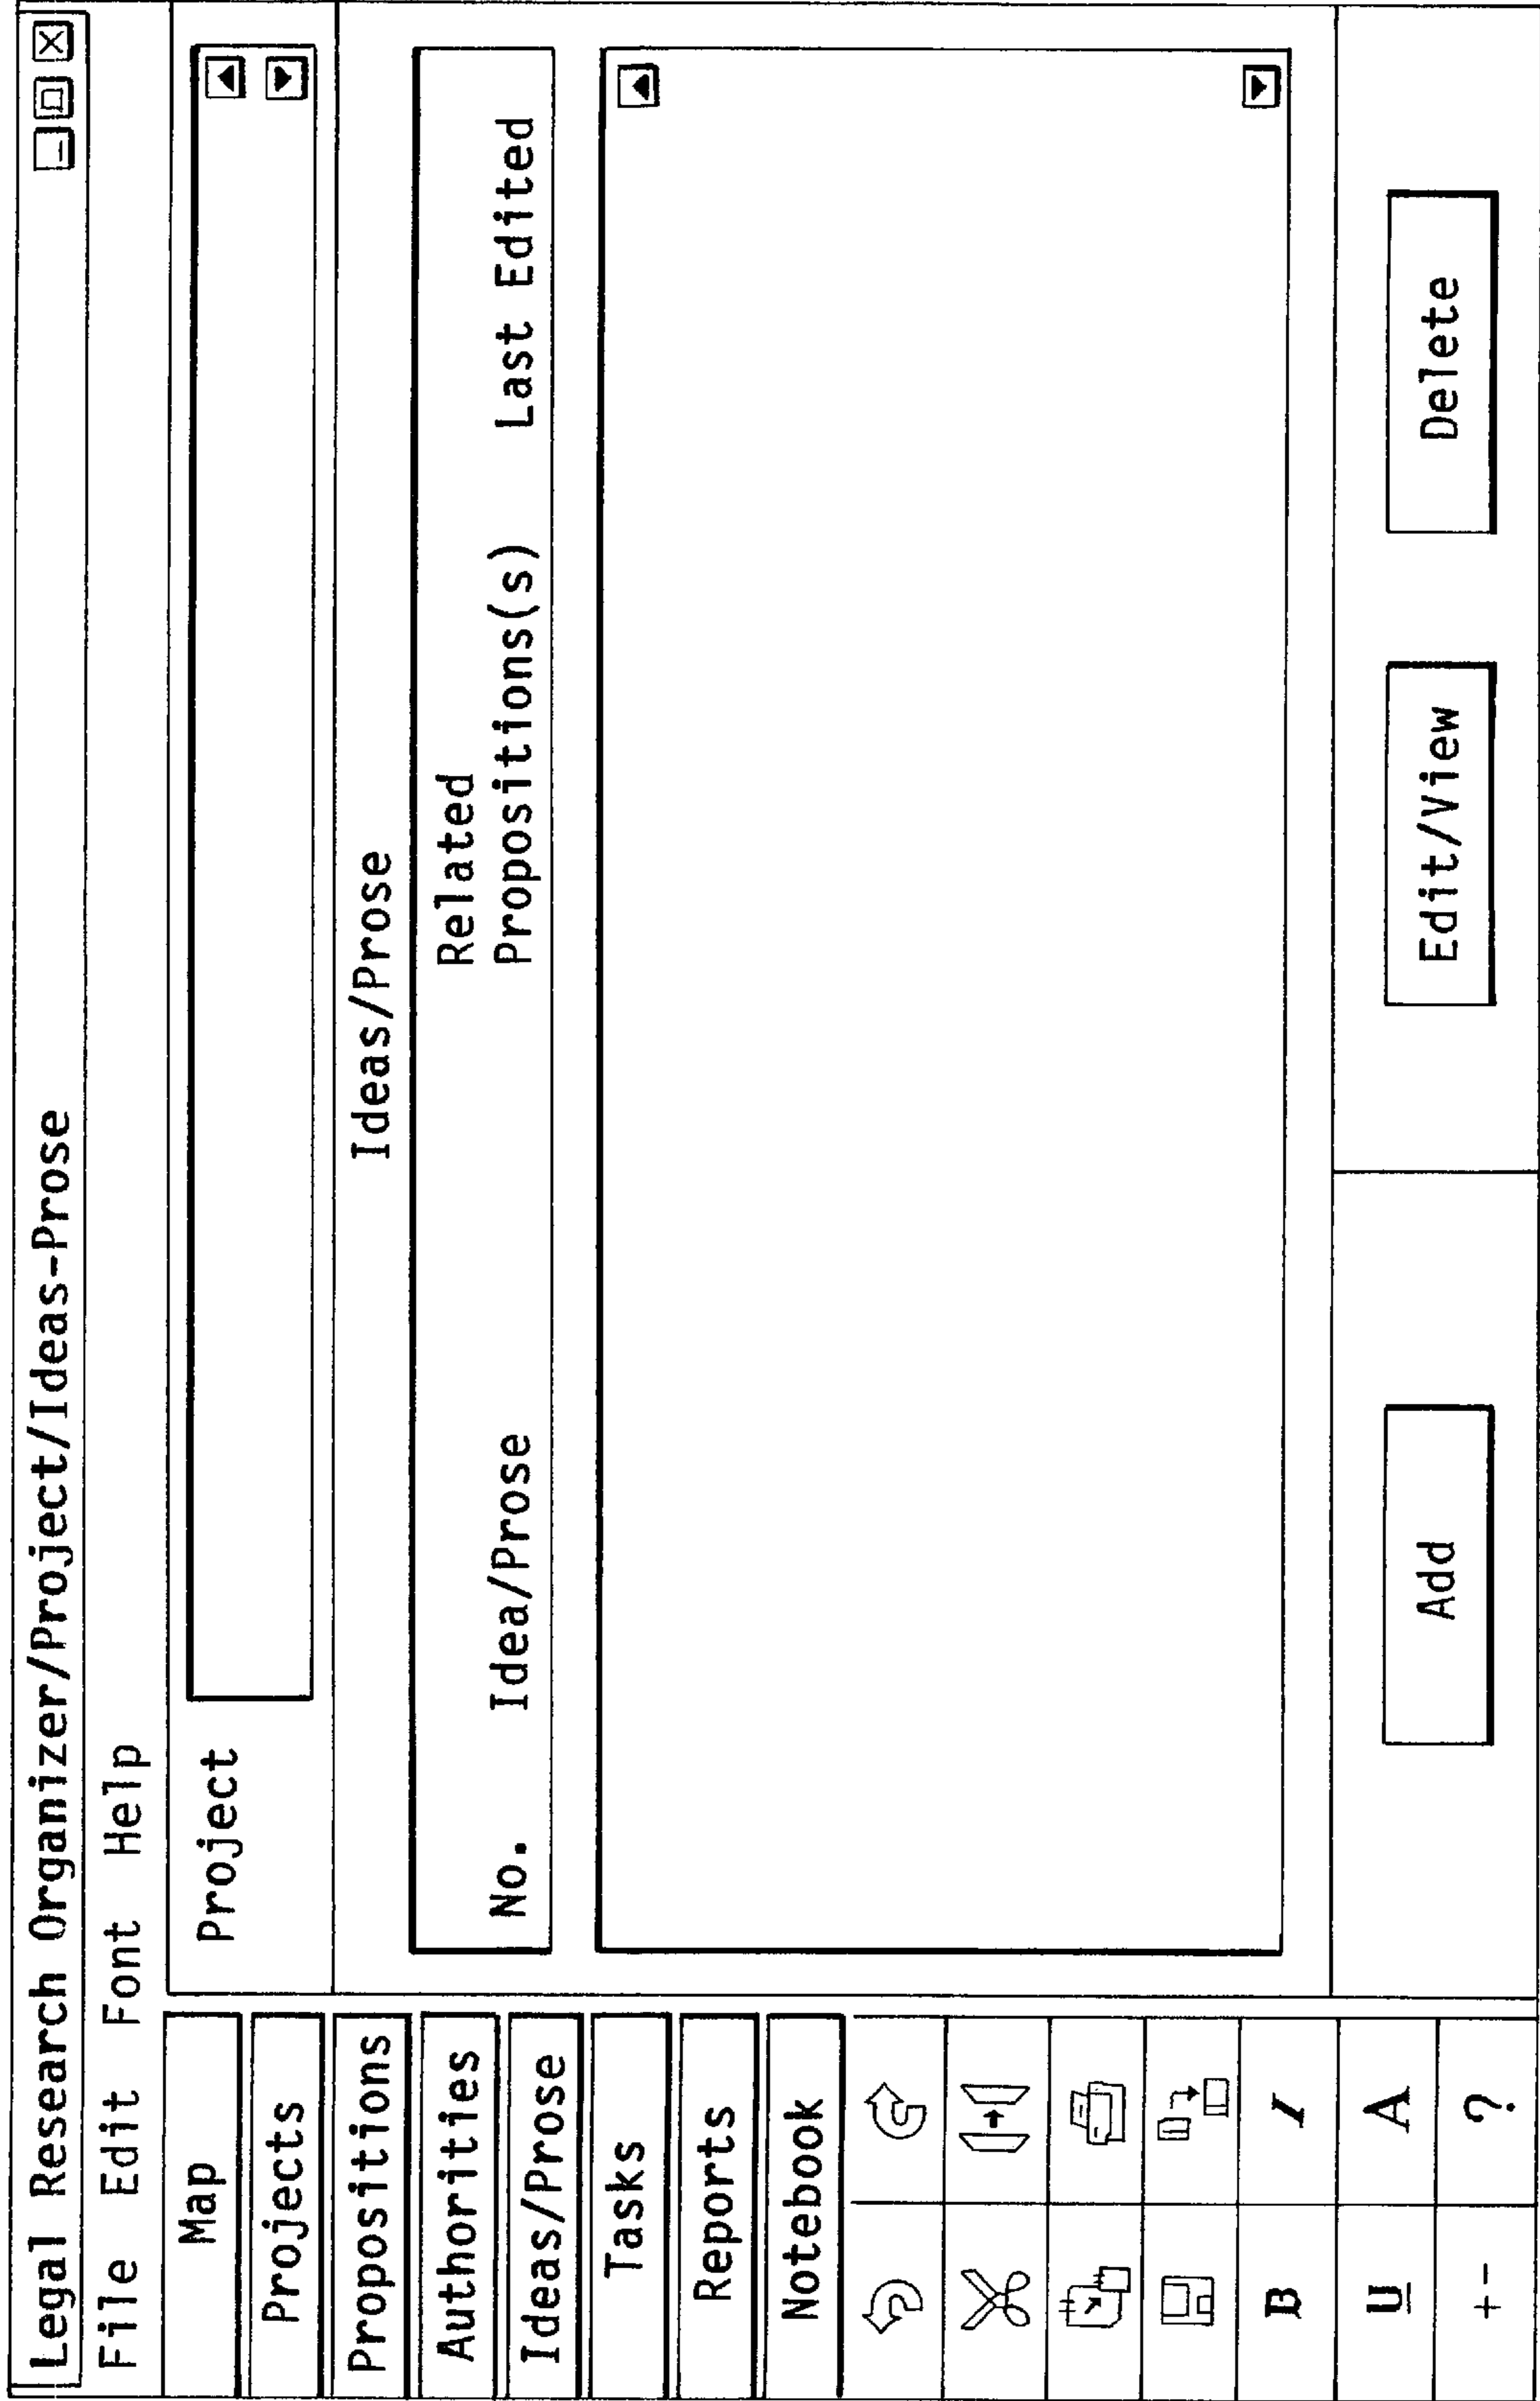 Legal Research Organizer/Project/Ideas-Prose
File Edit Font Help
Map
Projects
Propositions
Authorities
Ideas/Prose
Tasks
Reports
Notebook
B I
U A
+- ?
Project
Ideas/Prose
Related
No. Idea/Prose Propositions(s) Last Edited
Add Edit/View Delete